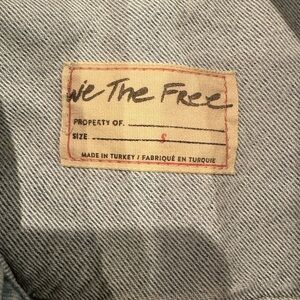 We The Free
PROPERTY OF.
SIZE S
MADE IN TURKEY / FABRIQUÉ EN TURQUIE